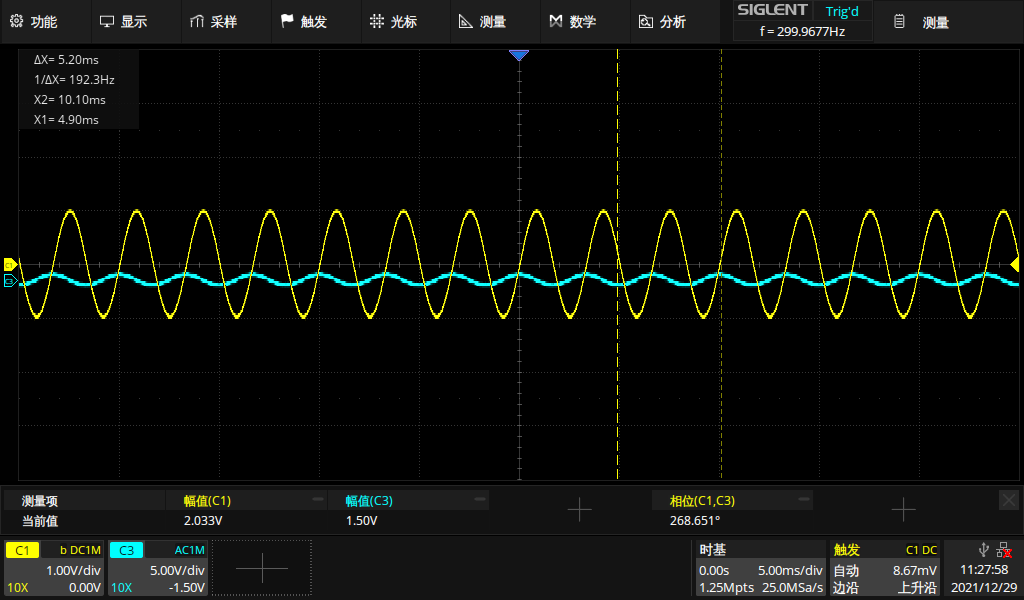 功能 显示 采样 触发 光标 测量 数学 分析 SIGLENT Trig'd 测量
f = 299.9677Hz
ΔX= 5.20ms
1/ΔX= 192.3Hz
X2= 10.10ms
X1= 4.90ms
C1
C3
测量项 幅值(C1) 幅值(C3) 相位(C1,C3)
当前值 2.033V 1.50V 268.651°
C1 b DC1M C3 AC1M 时基 触发 C1 DC
1.00V/div 5.00V/div 0.00s 5.00ms/div 自动 8.67mV 11:27:58
10X 0.00V 10X -1.50V 1.25Mpts 25.0MSa/s 边沿 上升沿 2021/12/29